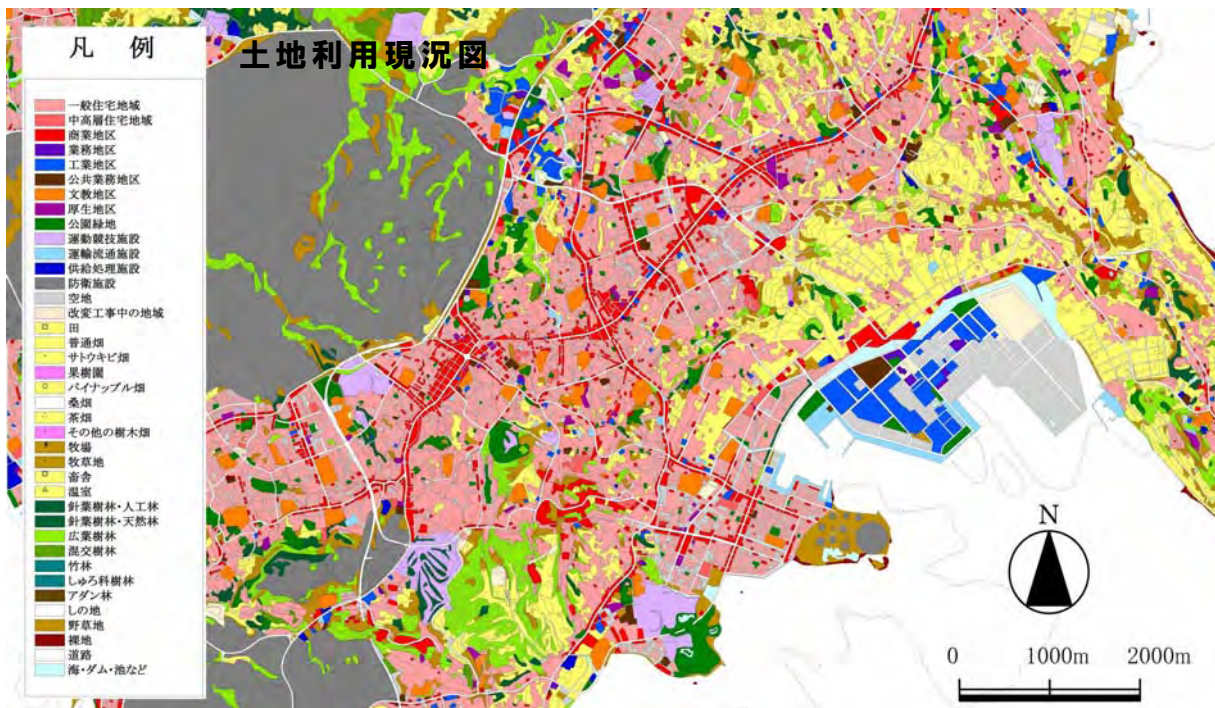 凡 例
土地利用現況図
一般住宅地域
中高層住宅地域
商業地区
業務地区
工業地区
公共業務地区
文教地区
厚生地区
公園緑地
運動競技施設
運輸流通施設
供給処理施設
防衛施設
空地
改変工事中の地域
田
普通畑
サトウキビ畑
果樹園
パイナップル畑
桑畑
茶畑
その他の樹木畑
牧場
牧草地
畜舎
温室
針葉樹林・人工林
針葉樹林・天然林
広葉樹林
混交樹林
竹林
しゅろ科樹林
アダン林
しの地
野草地
裸地
道路
海・ダム・池など
N
0 1000m 2000m